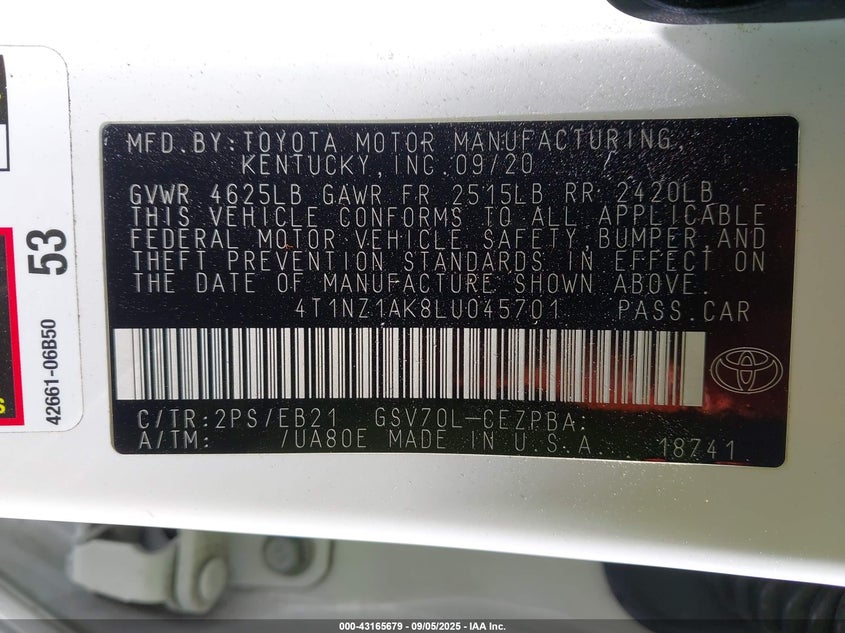 MFD.BY:TOYOTA MOTOR MANUFACTURING,
KENTUCKY, INC.09/20
GVWR 4625LB GAWR FR 2515LB RR 2420LB
THIS VEHICLE CONFORMS TO ALL APPLICABLE
FEDERAL MOTOR VEHICLE SAFETY,BUMPER,AND
THEFT PREVENTION STANDARDS IN EFFECT ON
THE DATE OF MANUFACTURE SHOWN ABOVE.
4T1NZ1AK8LU045701 PASS.CAR
C/TR:2PS/EB21 GSV70L-CEZPBA
A/TM: /UA80E MADE IN U.S.A. 18741
53
42661-06B50
000-43165679 - 09/05/2025 - IAA Inc.